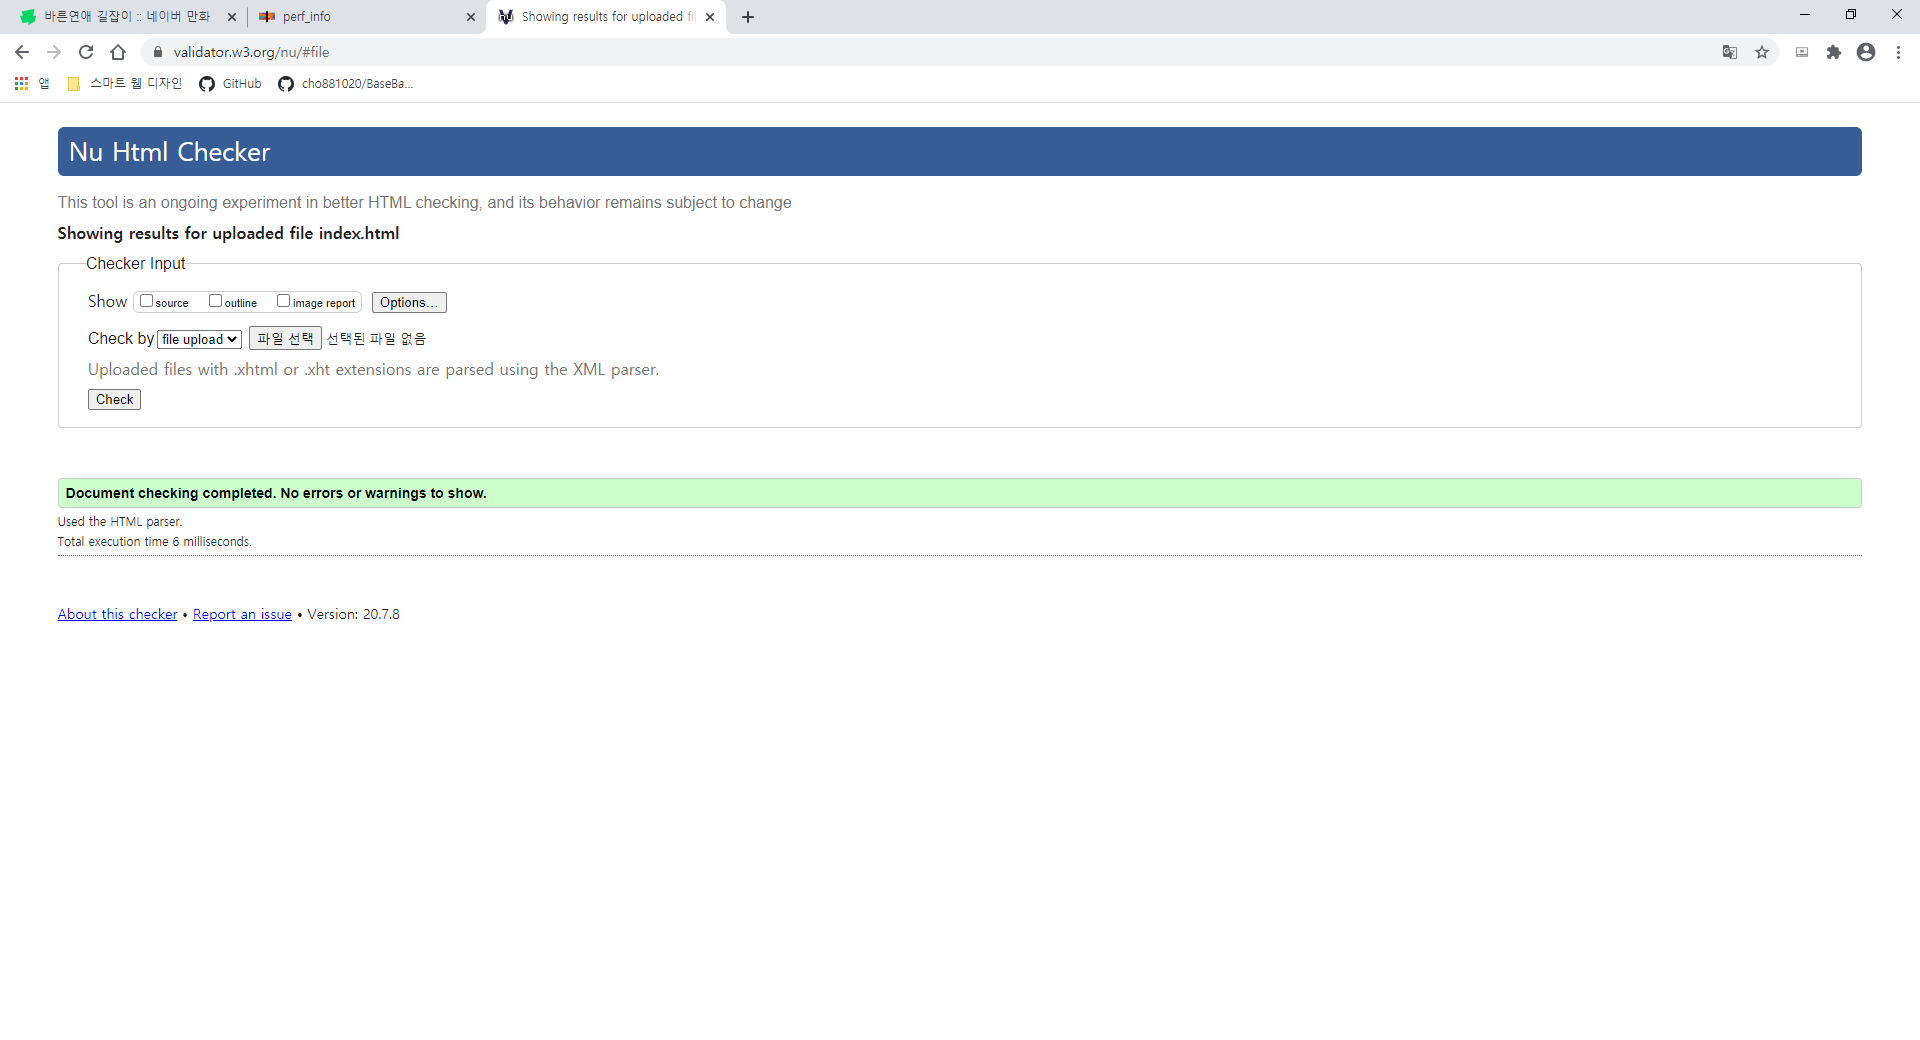 바른연애 길잡이 :: 네이버 만화
perf_info
Showing results for uploaded fi
validator.w3.org/nu/#file
앱
스마트 웹 디자인
GitHub
cho881020/BaseBa...
Nu Html Checker
This tool is an ongoing experiment in better HTML checking, and its behavior remains subject to change
Showing results for uploaded file index.html
Checker Input
Show source outline image report Options...
Check by file upload 파일 선택 선택된 파일 없음
Uploaded files with .xhtml or .xht extensions are parsed using the XML parser.
Check
Document checking completed. No errors or warnings to show.
Used the HTML parser.
Total execution time 6 milliseconds.
About this checker • Report an issue • Version: 20.7.8